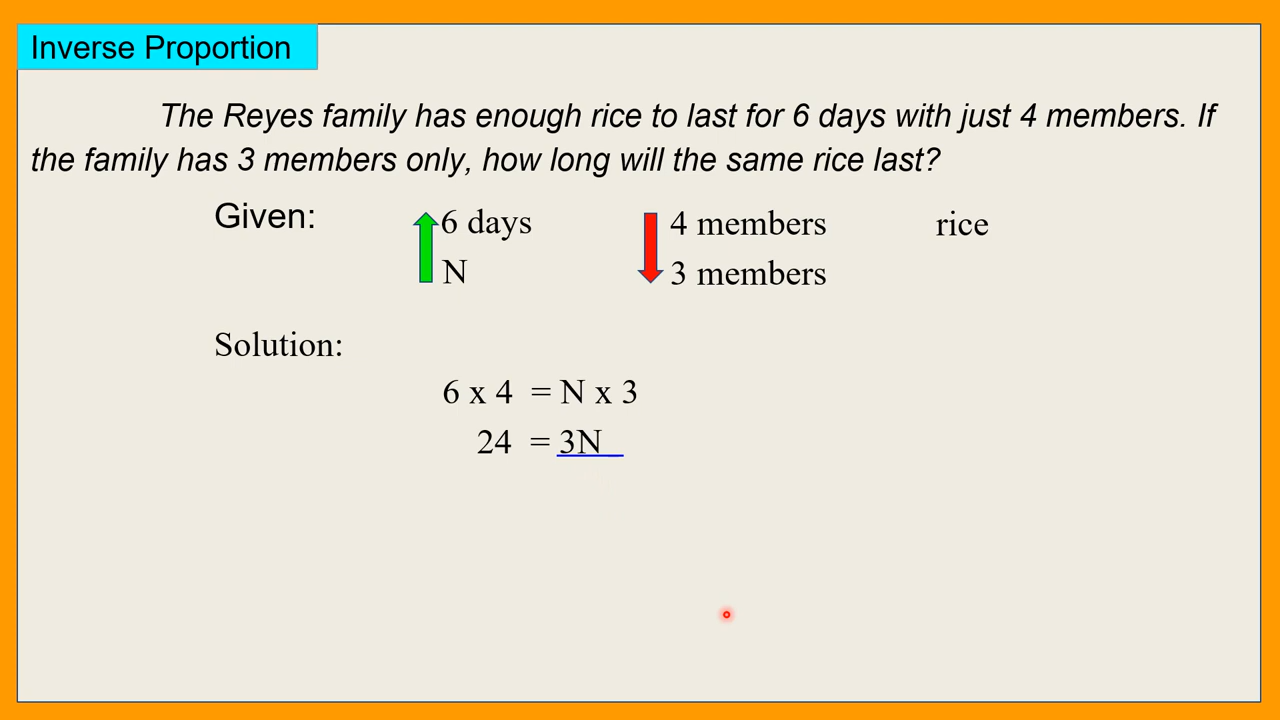 Inverse Proportion
The Reyes family has enough rice to last for 6 days with just 4 members. If
the family has 3 members only, how long will the same rice last?
Given: 6 days 4 members rice
N 3 members
Solution:
6 x 4 = N x 3
24 = 3N